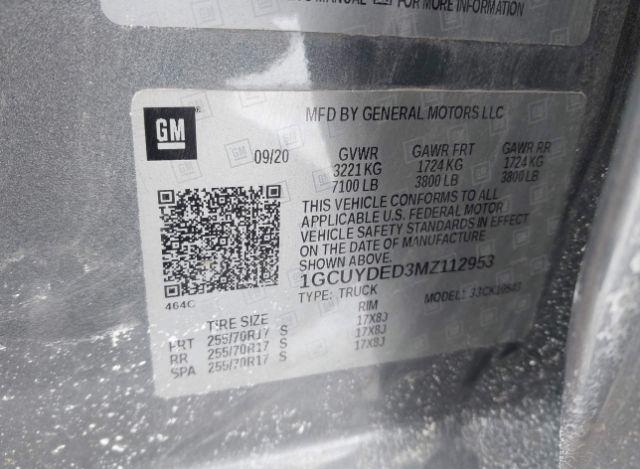 MANUAL FOR MORE INFORMATION
GM
MFD BY GENERAL MOTORS LLC
09/20 GVWR GAWR FRT GAWR RR
3221 KG 1724 KG 1724 KG
7100 LB 3800 LB 3800 LB
THIS VEHICLE CONFORMS TO ALL
APPLICABLE U.S. FEDERAL MOTOR
VEHICLE SAFETY STANDARDS IN EFFECT
ON THE DATE OF MANUFACTURE
SHOWN ABOVE.
1GCUYDED3MZ112953
TYPE: TRUCK MODEL:
464C
TIRE SIZE RIM
FRT 255/70R17 S 17X8J
RR 255/70R17 S 17X8J
SPA 255/70R17 S 17X8J